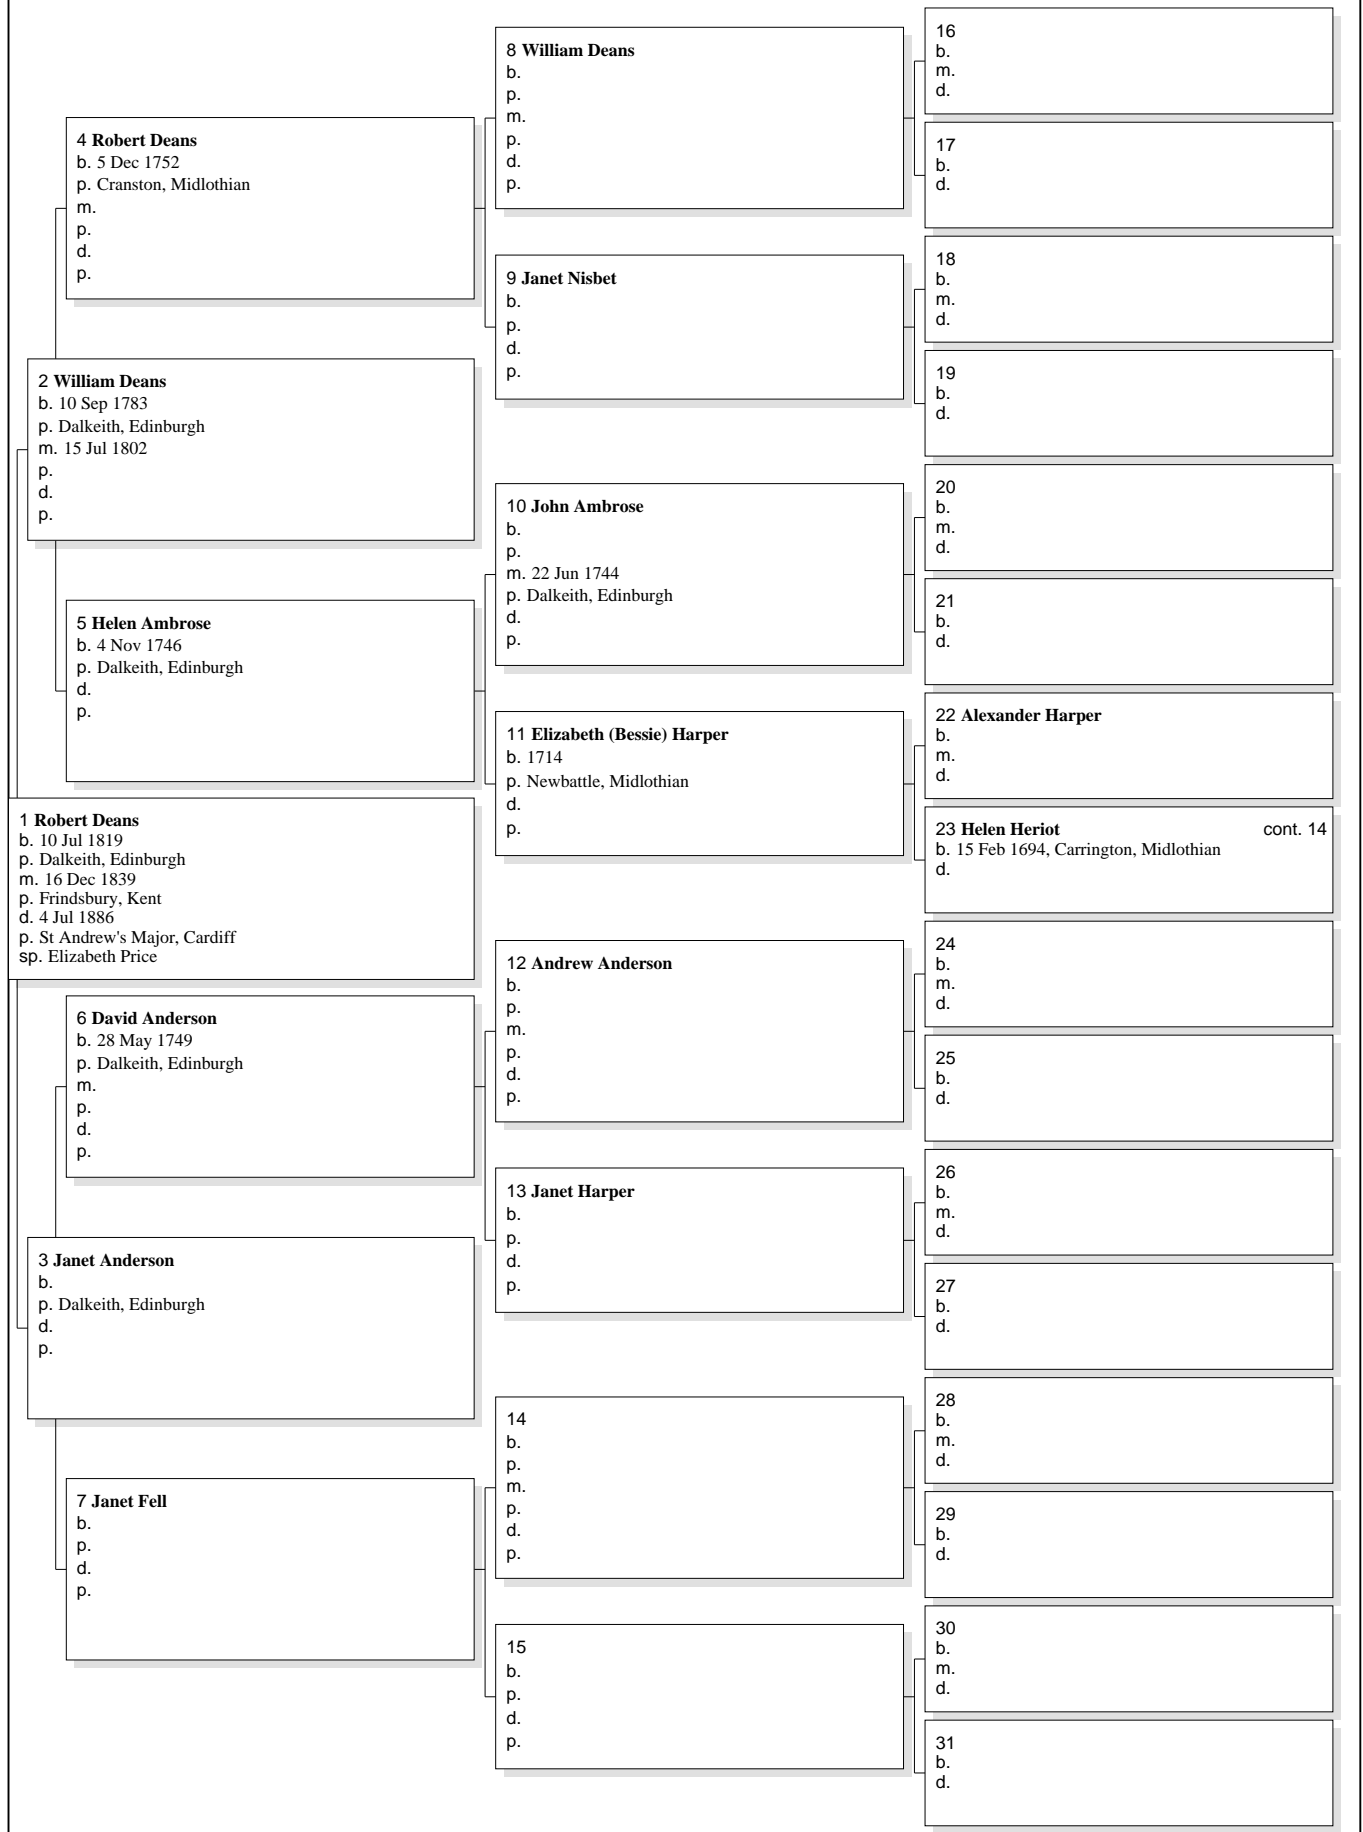 8 William Deans
b.
p.
m.
p.
d.
p.
16
b.
m.
d.
17
b.
d.
4 Robert Deans
b. 5 Dec 1752
p. Cranston, Midlothian
m.
p.
d.
p.
9 Janet Nisbet
b.
p.
d.
p.
18
b.
m.
d.
19
b.
d.
2 William Deans
b. 10 Sep 1783
p. Dalkeith, Edinburgh
m. 15 Jul 1802
p.
d.
p.
10 John Ambrose
b.
p.
m. 22 Jun 1744
p. Dalkeith, Edinburgh
d.
p.
20
b.
m.
d.
21
b.
d.
5 Helen Ambrose
b. 4 Nov 1746
p. Dalkeith, Edinburgh
d.
p.
11 Elizabeth (Bessie) Harper
b. 1714
p. Newbattle, Midlothian
d.
p.
22 Alexander Harper
b.
m.
d.
23 Helen Heriot cont. 14
b. 15 Feb 1694, Carrington, Midlothian
d.
1 Robert Deans
b. 10 Jul 1819
p. Dalkeith, Edinburgh
m. 16 Dec 1839
p. Frindsbury, Kent
d. 4 Jul 1886
p. St Andrew's Major, Cardiff
sp. Elizabeth Price
12 Andrew Anderson
b.
p.
m.
p.
d.
p.
24
b.
m.
d.
25
b.
d.
6 David Anderson
b. 28 May 1749
p. Dalkeith, Edinburgh
m.
p.
d.
p.
13 Janet Harper
b.
p.
d.
p.
26
b.
m.
d.
27
b.
d.
3 Janet Anderson
b.
p. Dalkeith, Edinburgh
d.
p.
14
b.
p.
m.
p.
d.
p.
28
b.
m.
d.
29
b.
d.
7 Janet Fell
b.
p.
d.
p.
15
b.
p.
d.
p.
30
b.
m.
d.
31
b.
d.